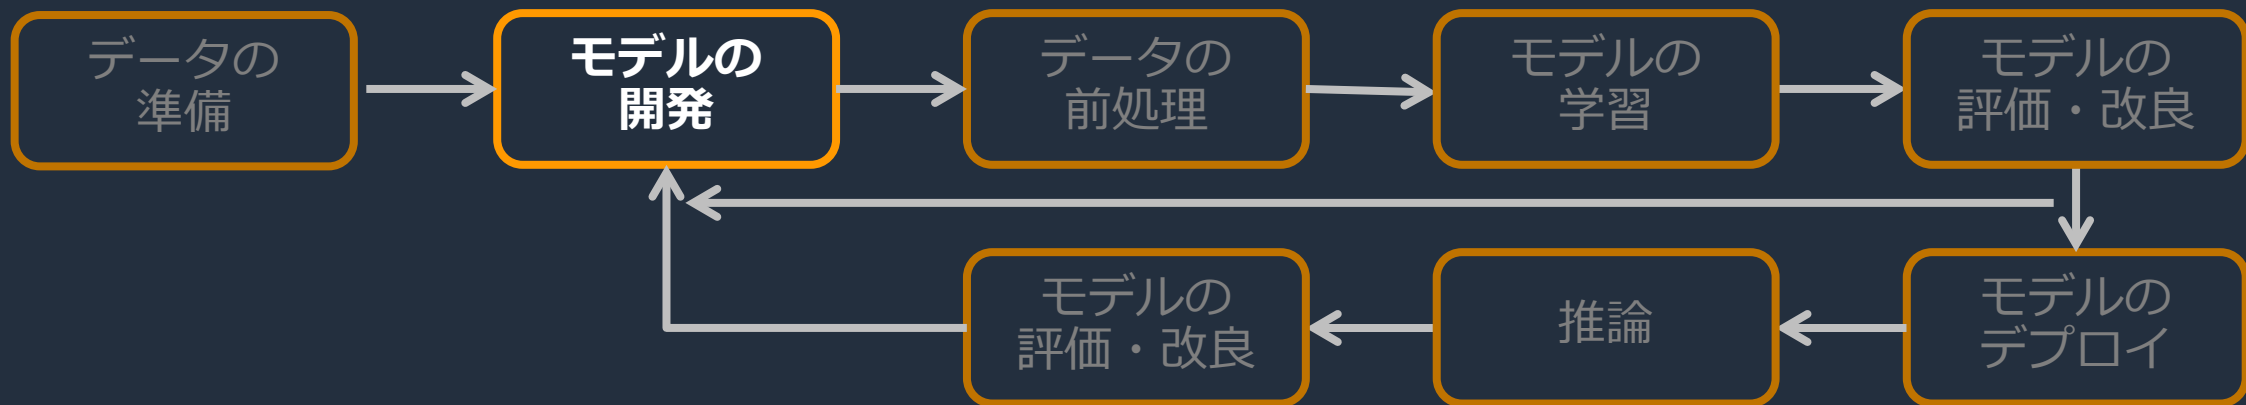 データの
準備
モデルの
開発
データの
前処理
モデルの
学習
モデルの
評価・改良
モデルの
評価・改良
推論
モデルの
デプロイ